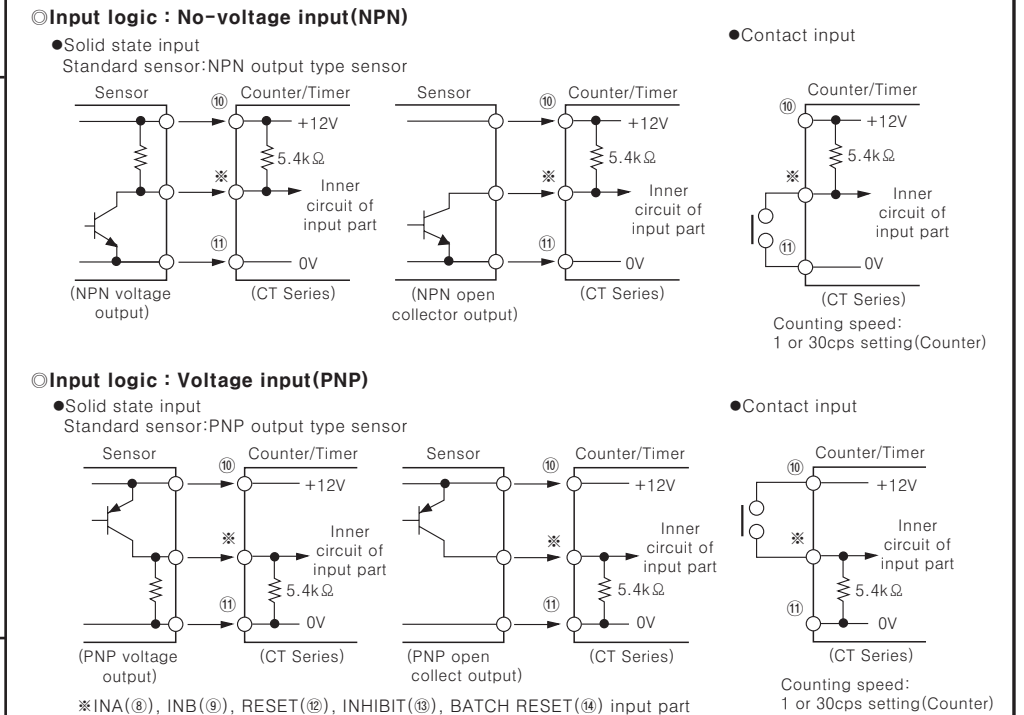 ◎Input logic : No-voltage input(NPN)
●Solid state input
Standard sensor:NPN output type sensor
●Contact input
Sensor
⑩
Counter/Timer
+12V
5.4kΩ
※
Inner
circuit of
input part
⑪
0V
(NPN voltage
output)
(CT Series)
Sensor
⑩
Counter/Timer
+12V
5.4kΩ
※
Inner
circuit of
input part
⑪
0V
(NPN open
collector output)
(CT Series)
Counter/Timer
⑩
+12V
5.4kΩ
※
Inner
circuit of
input part
⑪
0V
(CT Series)
Counting speed:
1 or 30cps setting(Counter)
◎Input logic : Voltage input(PNP)
●Solid state input
Standard sensor:PNP output type sensor
●Contact input
Sensor
⑩
Counter/Timer
+12V
※
Inner
circuit of
input part
5.4kΩ
⑪
0V
(PNP voltage
output)
(CT Series)
Sensor
⑩
Counter/Timer
+12V
※
Inner
circuit of
input part
5.4kΩ
⑪
0V
(PNP open
collect output)
(CT Series)
Counter/Timer
⑩
+12V
※
Inner
circuit of
input part
5.4kΩ
⑪
0V
(CT Series)
Counting speed:
1 or 30cps setting(Counter)
※INA(⑧), INB(⑨), RESET(⑫), INHIBIT(⑬), BATCH RESET(⑭) input part